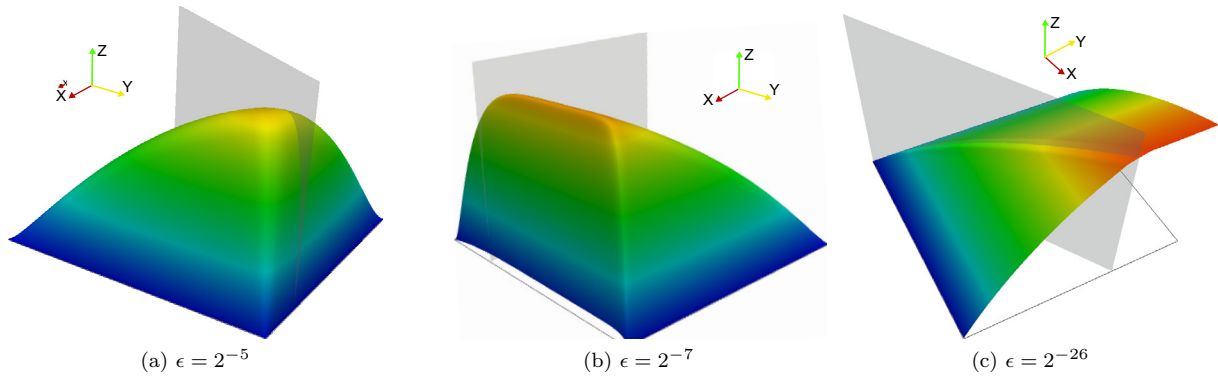 Z
Y
X
x
Z
Y
X
Z
Y
X
(a) ϵ = 2⁻⁵
(b) ϵ = 2⁻⁷
(c) ϵ = 2⁻²⁶